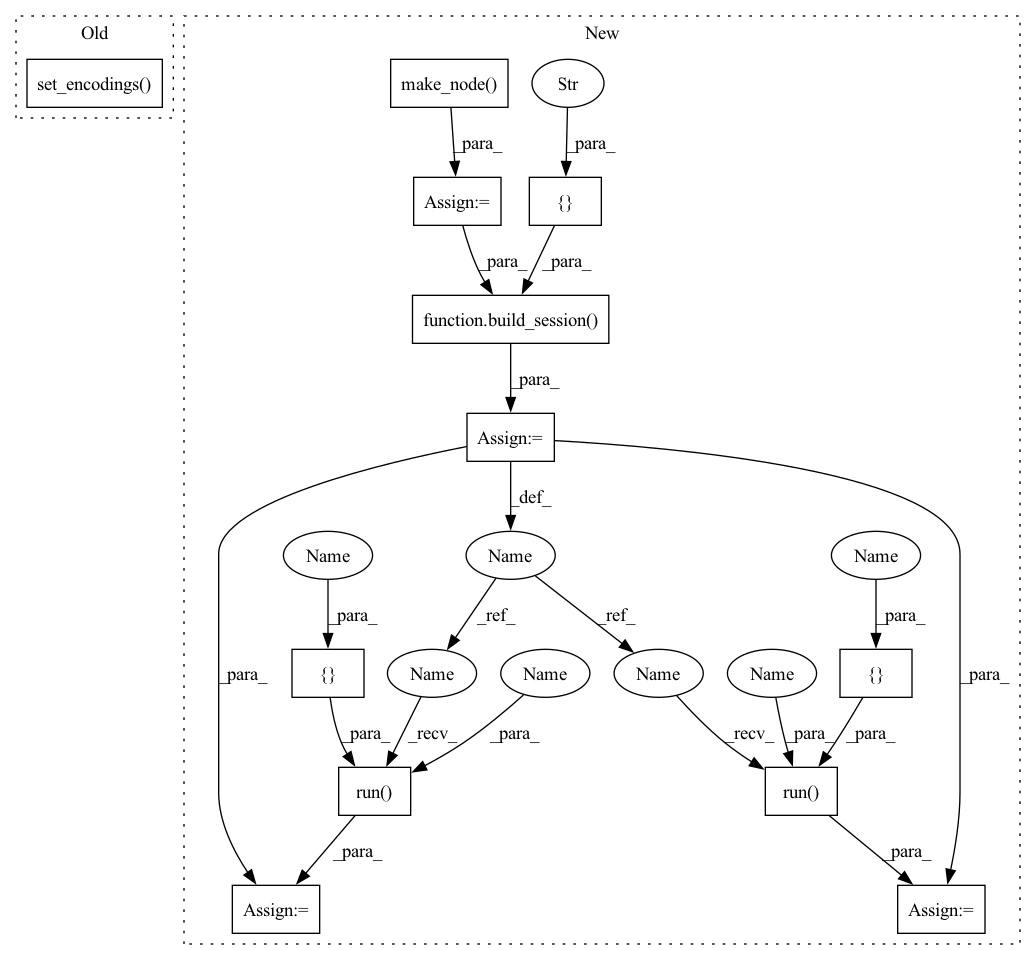 Old
New
set_encodings()
make_node()
Str
_para_
_para_
Assign:=
{}
_para_
_para_
function.build_session()
_para_
Assign:=
_def_
Name
Name
Name
_para_
_ref_
_ref_
_para_
_para_
{}
Name
Name
Name
Name
{}
_para_
_para_
_recv_
_para_
_recv_
_para_
_para_
run()
run()
_para_
_para_
Assign:=
Assign:=